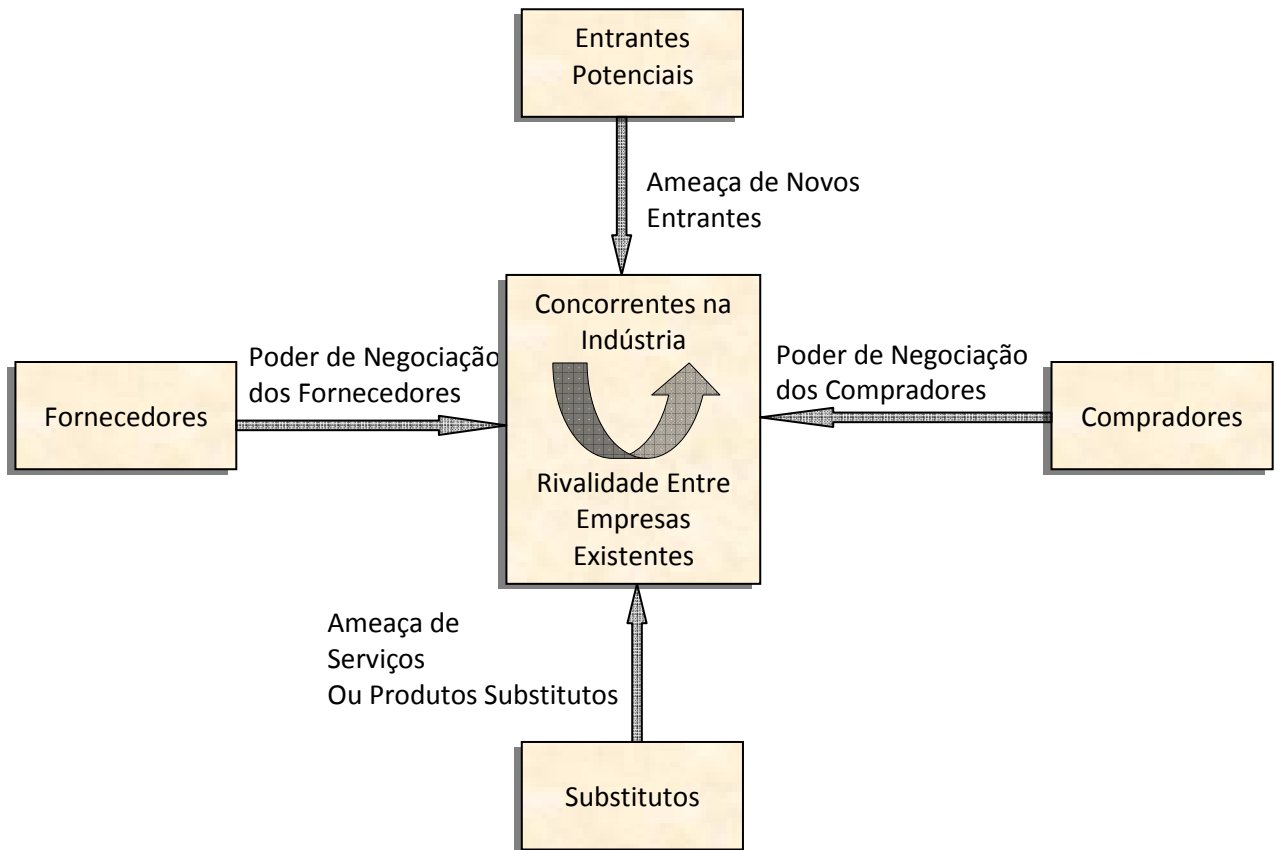 Entrantes
Potenciais
Ameaça de Novos
Entrantes
Concorrentes na
Indústria
Poder de Negociação
dos Fornecedores
Fornecedores
Poder de Negociação
dos Compradores
Compradores
Rivalidade Entre
Empresas
Existentes
Ameaça de
Serviços
Ou Produtos Substitutos
Substitutos